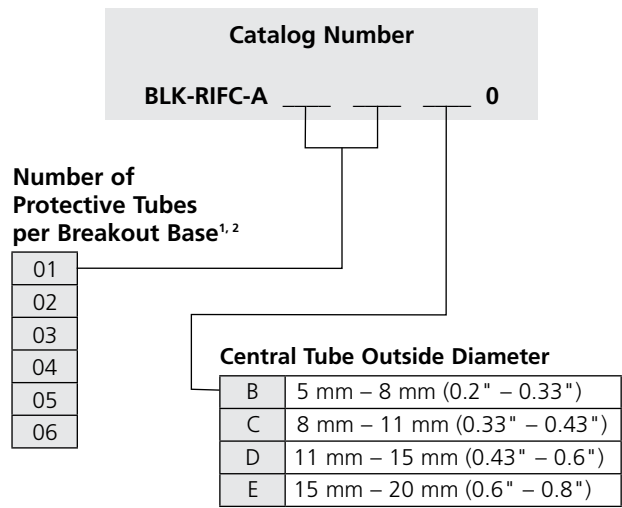 Catalog Number
BLK-RIFC-A ___ ___ ___ 0
Number of
Protective Tubes
per Breakout Base1, 2
01
02
03
04
05
06
Central Tube Outside Diameter
B 5 mm – 8 mm (0.2" – 0.33")
C 8 mm – 11 mm (0.33" – 0.43")
D 11 mm – 15 mm (0.43" – 0.6")
E 15 mm – 20 mm (0.6" – 0.8")